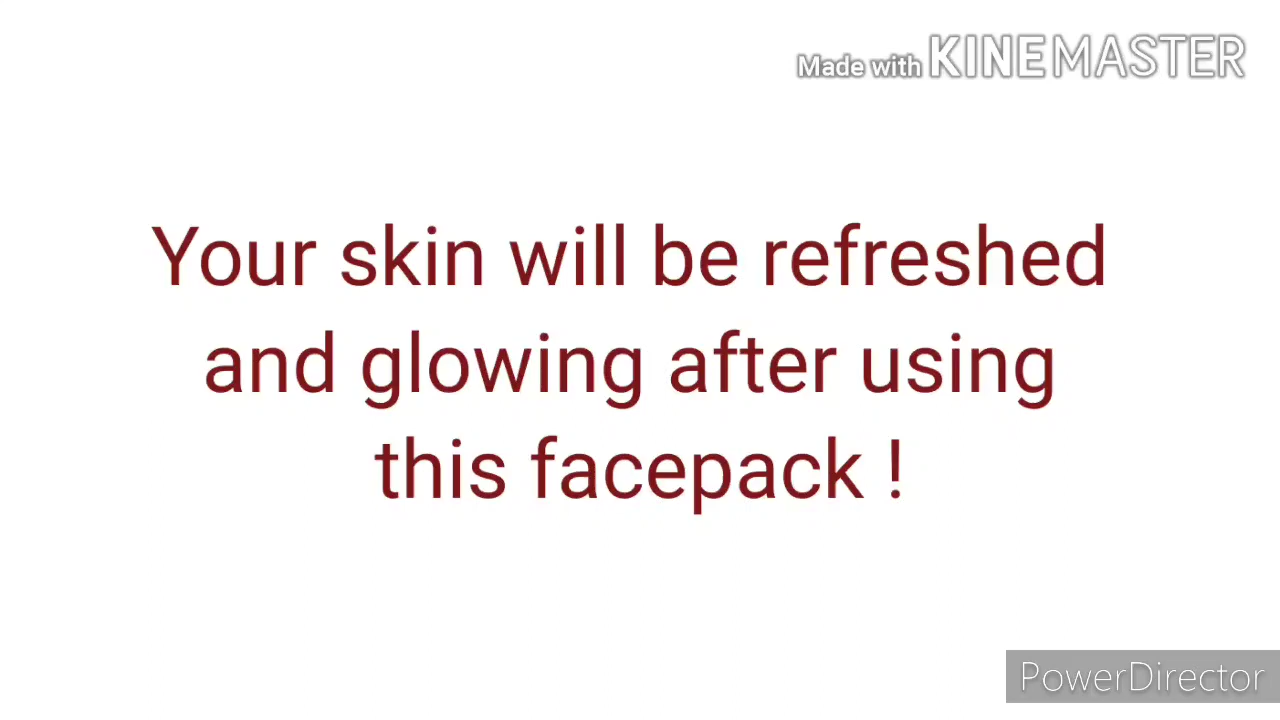 Made with KINEMASTER
Your skin will be refreshed
and glowing after using
this facepack !
PowerDirector